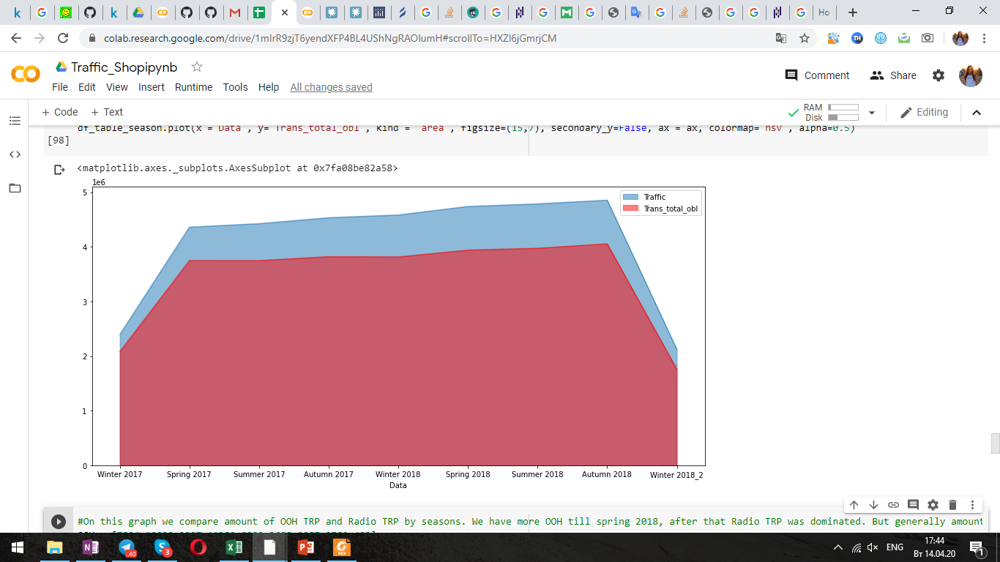 Ho
colab.research.google.com/drive/1mlrR9zjT6yendXFP4BL4UShNgRAOlumH#scrollTo=HXZl6jGmrjCM
TH
Traffic_Shopipynb
File Edit View Insert Runtime Tools Help All changes saved
Comment Share
+ Code + Text
RAM
Disk
Editing
df_table_season.plot(x = Data , y= Trans_total_obl , kind = area , figsize=(15,7), secondary_y=False, ax = ax, colormap= hsv , alpha=0.5)
[98]
<matplotlib.axes._subplots.AxesSubplot at 0x7fa08be82a58>
1e6
5
4
3
2
1
0
Traffic
Trans_total_obl
Winter 2017 Spring 2017 Summer 2017 Autumn 2017 Winter 2018 Spring 2018 Summer 2018 Autumn 2018 Winter 2018_2
Data
#On this graph we compare amount of OOH TRP and Radio TRP by seasons. We have more OOH till spring 2018, after that Radio TRP was dominated. But generally amount
.40
3
PDF
ENG
17:44
Вт 14.04.20
1